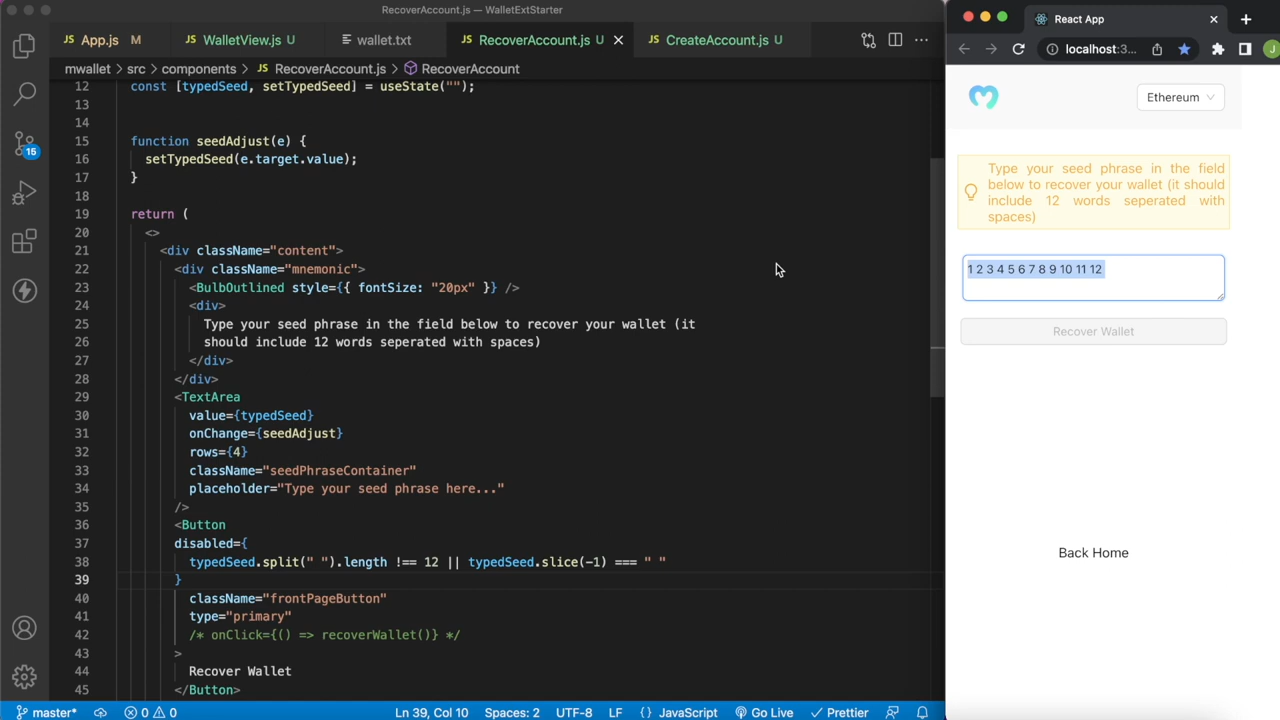 RecoverAccount.js — WalletExtStarter
JS App.js M
JS WalletView.js U
wallet.txt
JS RecoverAccount.js U
JS CreateAccount.js U
mwallet > src > components > JS RecoverAccount.js > RecoverAccount
12 const [typedSeed, setTypedSeed] = useState("");
13
14
15 function seedAdjust(e) {
16 setTypedSeed(e.target.value);
17 }
18
19 return (
20 <>
21 <div className="content">
22 <div className="mnemonic">
23 <BulbOutlined style={{ fontSize: "20px" }} />
24 <div>
25 Type your seed phrase in the field below to recover your wallet (it
26 should include 12 words seperated with spaces)
27 </div>
28 </div>
29 <TextArea
30 value={typedSeed}
31 onChange={seedAdjust}
32 rows={4}
33 className="seedPhraseContainer"
34 placeholder="Type your seed phrase here..."
35 />
36 <Button
37 disabled={
38 typedSeed.split(" ").length !== 12 || typedSeed.slice(-1) === " "
39 }
40 className="frontPageButton"
41 type="primary"
42 /* onClick={() => recoverWallet()} */
43 >
44 Recover Wallet
45 </Button>
15
master*
0 0
Ln 39, Col 10
Spaces: 2
UTF-8
LF
{} JavaScript
Go Live
Prettier
React App
localhost:3...
J
Ethereum
Type your seed phrase in the field
below to recover your wallet (it should
include 12 words seperated with
spaces)
1 2 3 4 5 6 7 8 9 10 11 12
Recover Wallet
Back Home